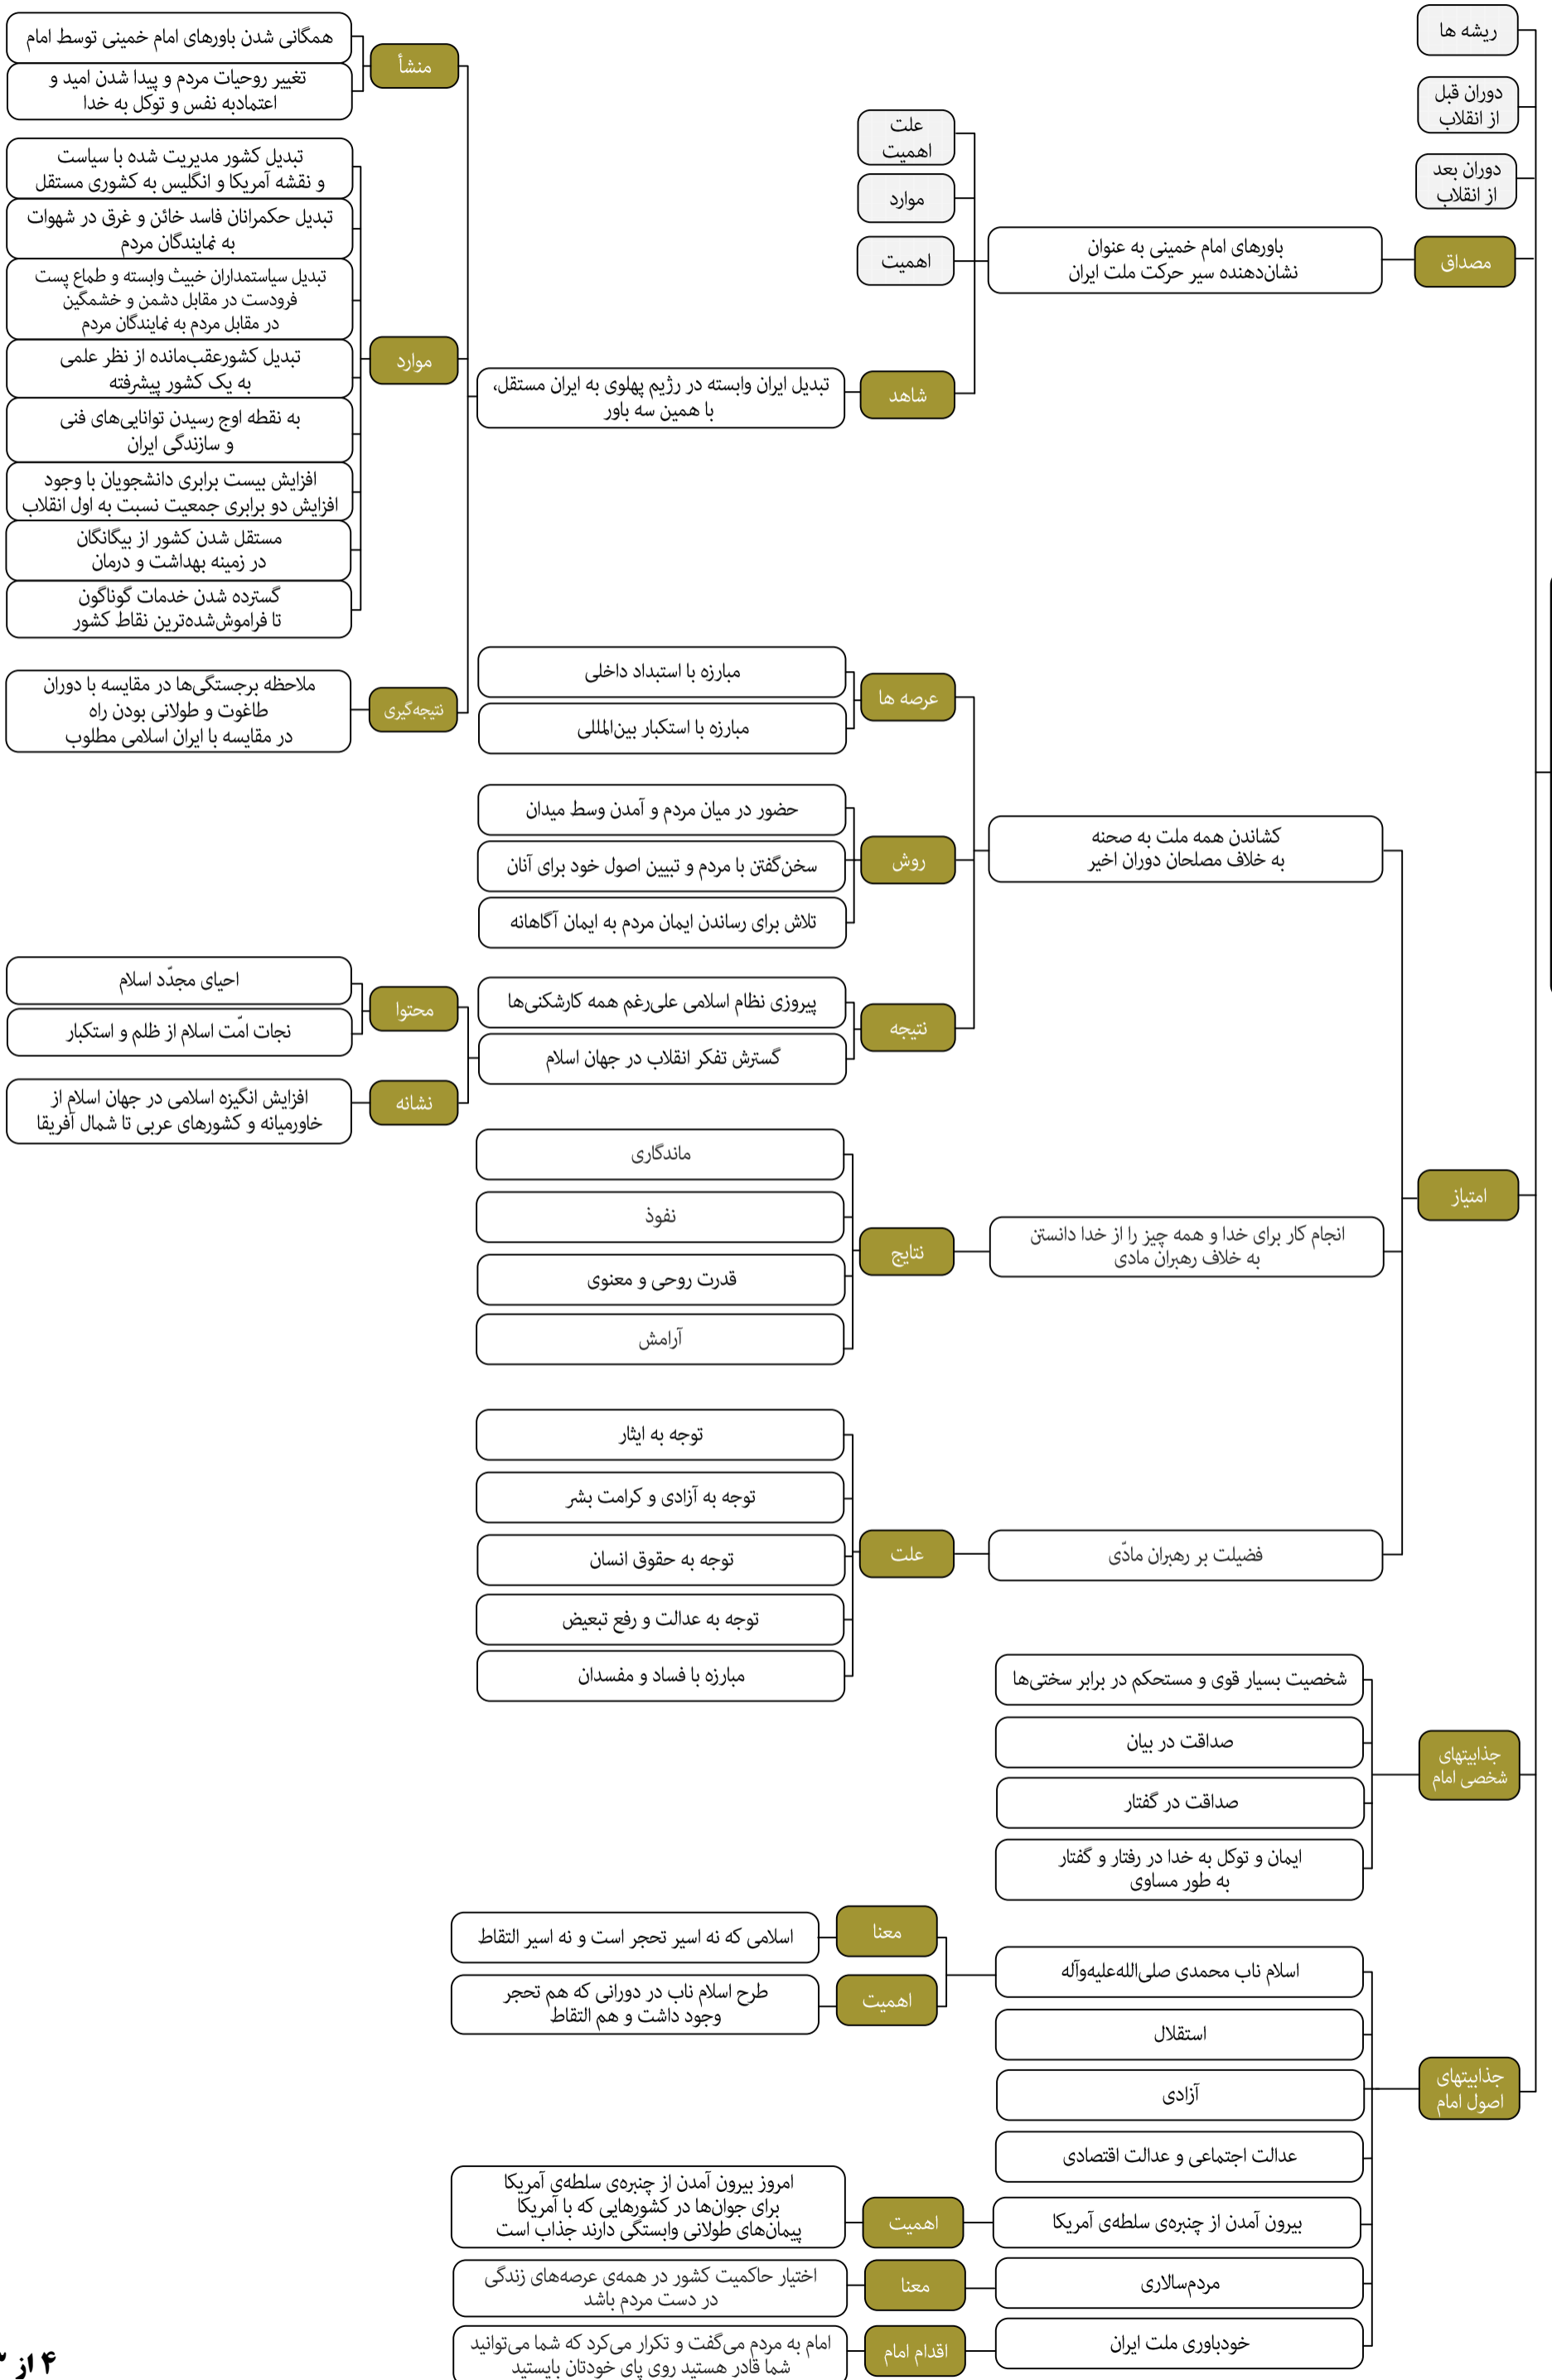 ریشه ها
دوران قبل
از انقلاب
دوران بعد
از انقلاب
مصداق
باورهای امام خمینی به عنوان
نشان‌دهنده سیر حرکت ملت ایران
علت
اهمیت
موارد
اهمیت
شاهد
تبدیل ایران وابسته در رژیم پهلوی به ایران مستقل،
با همین سه باور
منشأ
همگانی شدن باورهای امام خمینی توسط امام
تغییر روحیات مردم و پیدا شدن امید و
اعتمادبه نفس و توکل به خدا
موارد
تبدیل کشور مدیریت شده با سیاست
و نقشه آمریکا و انگلیس به کشوری مستقل
تبدیل حکمرانان فاسد خائن و غرق در شهوات
به نمایندگان مردم
تبدیل سیاستمداران خبیث وابسته و طماع پست
فرودست در مقابل دشمن و خشمگین
در مقابل مردم به نمایندگان مردم
تبدیل کشورعقب‌مانده از نظر علمی
به یک کشور پیشرفته
به نقطه اوج رسیدن توانایی‌های فنی
و سازندگی ایران
افزایش بیست برابری دانشجویان با وجود
افزایش دو برابری جمعیت نسبت به اول انقلاب
مستقل شدن کشور از بیگانگان
در زمینه بهداشت و درمان
گسترده شدن خدمات گوناگون
تا فراموش‌شده‌ترین نقاط کشور
نتیجه‌گیری
ملاحظه برجستگی‌ها در مقایسه با دوران
طاغوت و طولانی بودن راه
در مقایسه با ایران اسلامی مطلوب
امتیاز
کشاندن همه ملت به صحنه
به خلاف مصلحان دوران اخیر
عرصه ها
مبارزه با استبداد داخلی
مبارزه با استکبار بین‌المللی
روش
حضور در میان مردم و آمدن وسط میدان
سخن‌گفتن با مردم و تبیین اصول خود برای آنان
تلاش برای رساندن ایمان مردم به ایمان آگاهانه
نتیجه
پیروزی نظام اسلامی علی‌رغم همه کارشکنی‌ها
گسترش تفکر انقلاب در جهان اسلام
محتوا
احیای مجدّد اسلام
نجات امّت اسلام از ظلم و استکبار
نشانه
افزایش انگیزه اسلامی در جهان اسلام از
خاورمیانه و کشورهای عربی تا شمال آفریقا
انجام کار برای خدا و همه چیز را از خدا دانستن
به خلاف رهبران مادی
نتایج
ماندگاری
نفوذ
قدرت روحی و معنوی
آرامش
فضیلت بر رهبران مادّی
علت
توجه به ایثار
توجه به آزادی و کرامت بشر
توجه به حقوق انسان
توجه به عدالت و رفع تبعیض
مبارزه با فساد و مفسدان
جذابیتهای
شخصی امام
شخصیت بسیار قوی و مستحکم در برابر سختی‌ها
صداقت در بیان
صداقت در گفتار
ایمان و توکل به خدا در رفتار و گفتار
به طور مساوی
جذابیتهای
اصول امام
اسلام ناب محمدی صلی‌الله‌علیه‌وآله
معنا
اسلامی که نه اسیر تحجر است و نه اسیر التقاط
اهمیت
طرح اسلام ناب در دورانی که هم تحجر
وجود داشت و هم التقاط
استقلال
آزادی
عدالت اجتماعی و عدالت اقتصادی
بیرون آمدن از چنبره‌ی سلطه‌ی آمریکا
اهمیت
امروز بیرون آمدن از چنبره‌ی سلطه‌ی آمریکا
برای جوان‌ها در کشورهایی که با آمریکا
پیمان‌های طولانی وابستگی دارند جذاب است
مردم‌سالاری
معنا
اختیار حاکمیت کشور در همه‌ی عرصه‌های زندگی
در دست مردم باشد
خودباوری ملت ایران
اقدام امام
امام به مردم می‌گفت و تکرار می‌کرد که شما می‌توانید
شما قادر هستید روی پای خودتان بایستید
۴ از